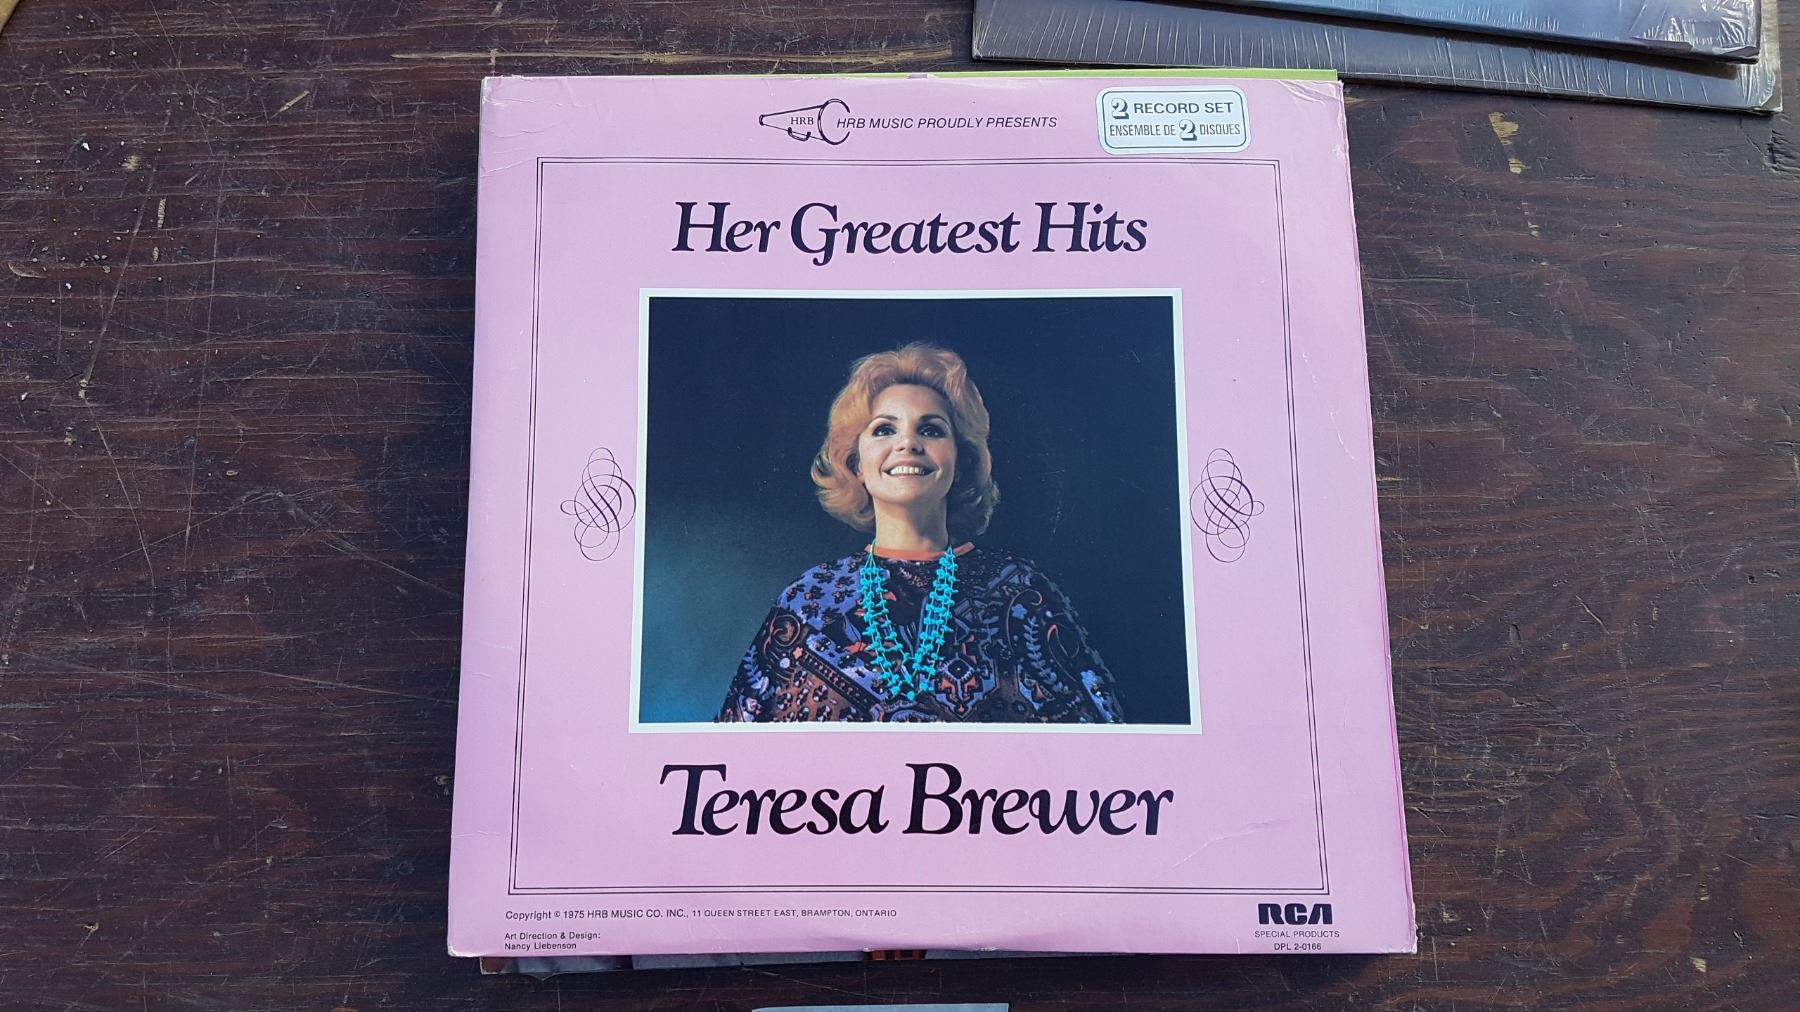 HRB
HRB MUSIC PROUDLY PRESENTS
2 RECORD SET
ENSEMBLE DE 2 DISQUES
Her Greatest Hits
Teresa Brewer
Copyright © 1975 HRB MUSIC CO. INC., 11 QUEEN STREET EAST, BRAMPTON, ONTARIO
Art Direction & Design:
Nancy Liebenson
RCA
SPECIAL PRODUCTS
DPL 2-0166